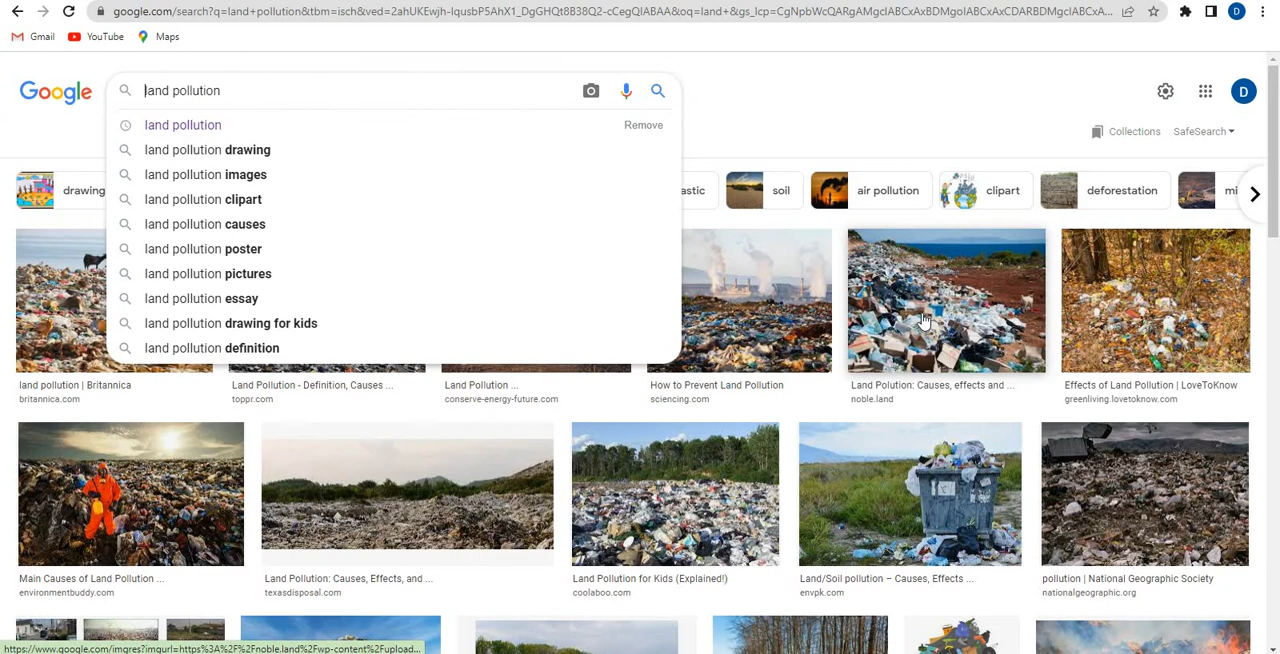 google.com/search?q=land+pollution&tbm=isch&ved=2ahUKEwjh-IqusbP5AhX1_DgGHQt8B38Q2-cCegQIABAA&oq=land+&gs_lcp=CgNpbWcQARgAMgcIABCxAxBDMgoIABCxAxCDARBDMgcIABCxA...
D
Gmail
YouTube
Maps
Google
land pollution
D
Collections
SafeSearch
land pollution
Remove
land pollution drawing
land pollution images
land pollution clipart
land pollution causes
land pollution poster
land pollution pictures
land pollution essay
land pollution drawing for kids
land pollution definition
drawing
astic
soil
air pollution
clipart
deforestation
mi
land pollution | Britannica
britannica.com
Land Pollution - Definition, Causes ...
toppr.com
Land Pollution ...
conserve-energy-future.com
How to Prevent Land Pollution
sciencing.com
Land Polution: Causes, effects and ...
noble.land
Effects of Land Pollution | LoveToKnow
greenliving.lovetoknow.com
Main Causes of Land Pollution ...
environmentbuddy.com
Land Pollution: Causes, Effects, and ...
texasdisposal.com
Land Pollution for Kids (Explained!)
coolaboo.com
Land/Soil pollution – Causes, Effects ...
envpk.com
pollution | National Geographic Society
nationalgeographic.org
https://www.google.com/imgres?imgurl=https%3A%2F%2Fnoble.land%2Fwp-content%2Fupload...